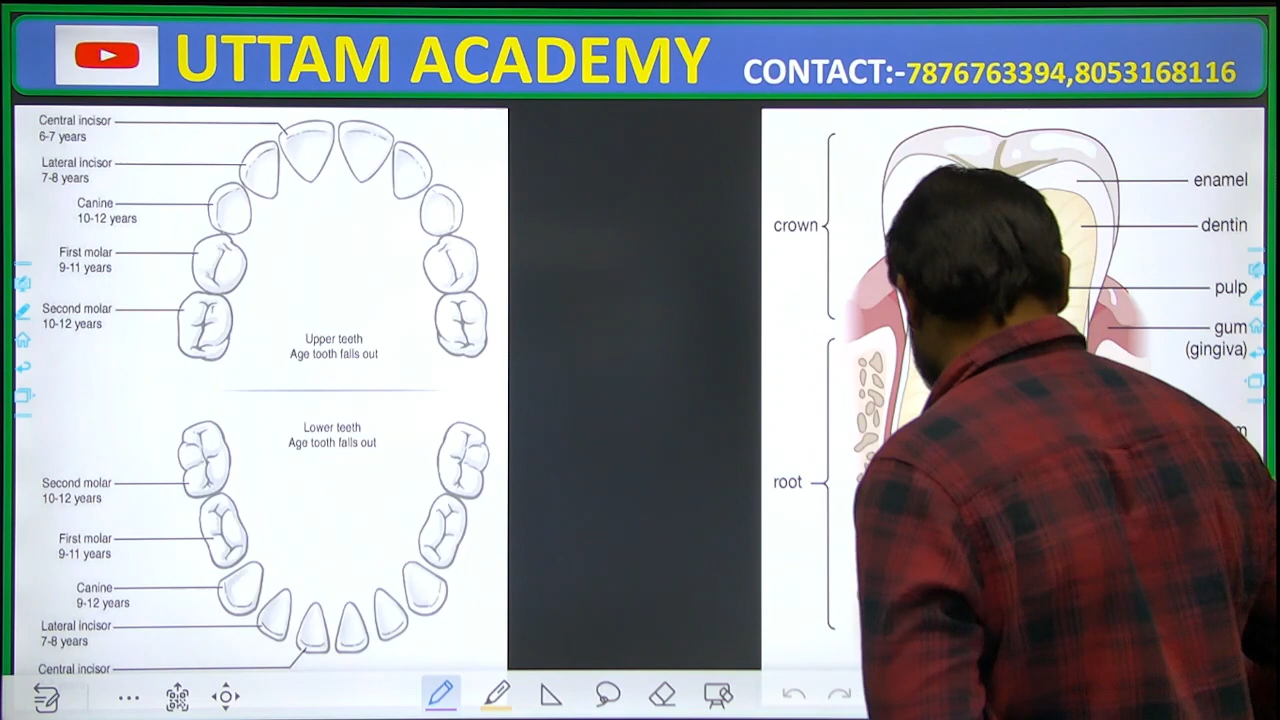 UTTAM ACADEMY
CONTACT:-7876763394,8053168116
Central incisor
6-7 years
Lateral incisor
7-8 years
Canine
10-12 years
First molar
9-11 years
Second molar
10-12 years
Upper teeth
Age tooth falls out
Lower teeth
Age tooth falls out
Second molar
10-12 years
First molar
9-11 years
Canine
9-12 years
Lateral incisor
7-8 years
Central incisor
crown
root
enamel
dentin
pulp
gum
(gingiva)